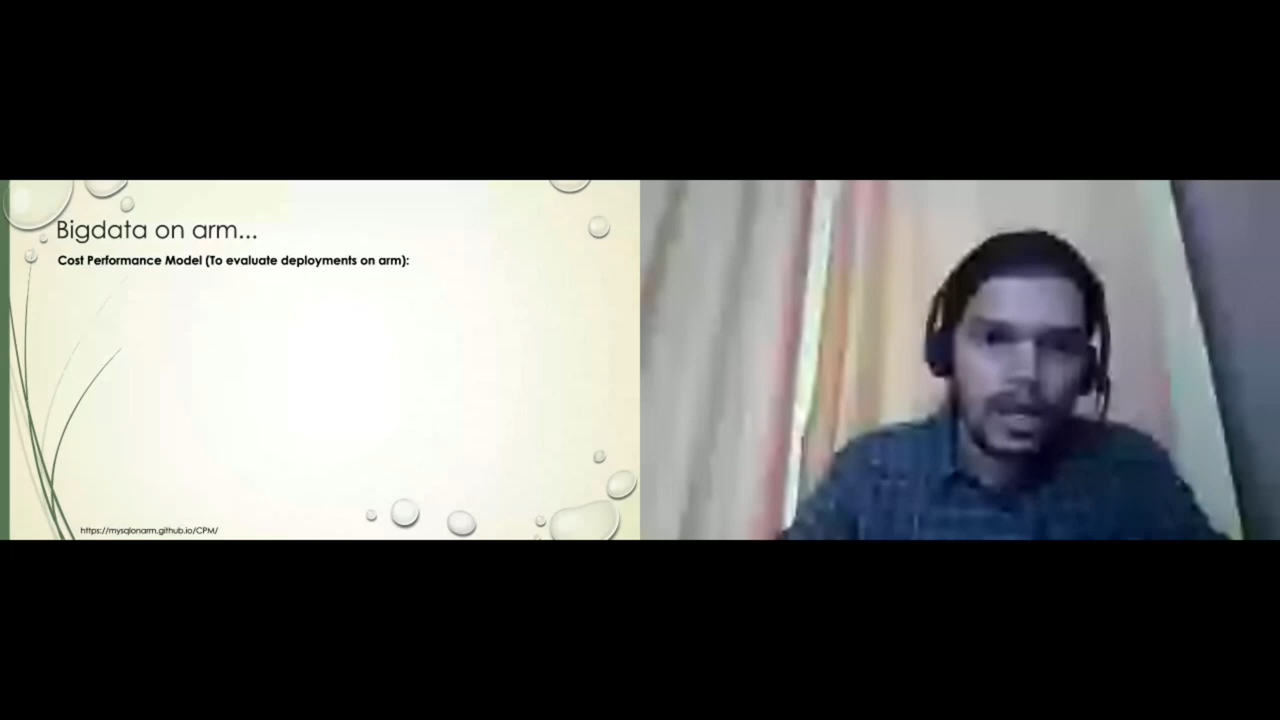 Bigdata on arm...
Cost Performance Model (To evaluate deployments on arm):
https://mysqlonarm.github.io/CPM/